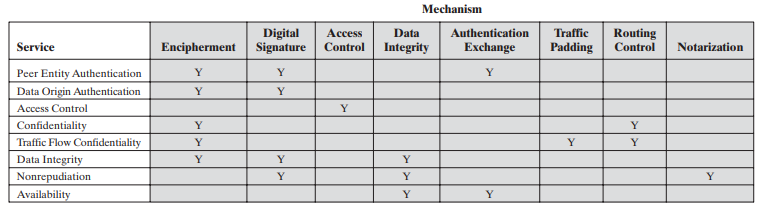 Mechanism
Service Encipherment Digital Signature Access Control Data Integrity Authentication Exchange Traffic Padding Routing Control Notarization
Peer Entity Authentication Y Y Y
Data Origin Authentication Y Y
Access Control Y
Confidentiality Y Y
Traffic Flow Confidentiality Y Y Y
Data Integrity Y Y Y
Nonrepudiation Y Y Y
Availability Y Y